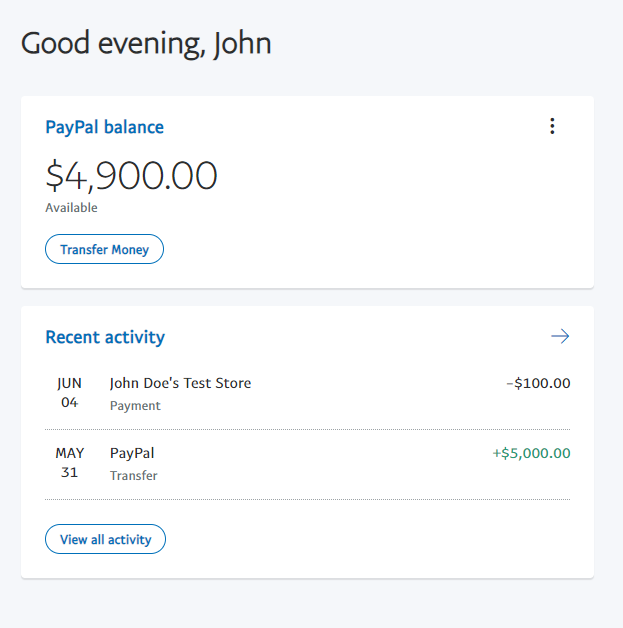 Good evening, John
PayPal balance
$4,900.00
Available
Transfer Money
Recent activity
JUN 04 John Doe's Test Store −$100.00
Payment
MAY 31 PayPal +$5,000.00
Transfer
View all activity